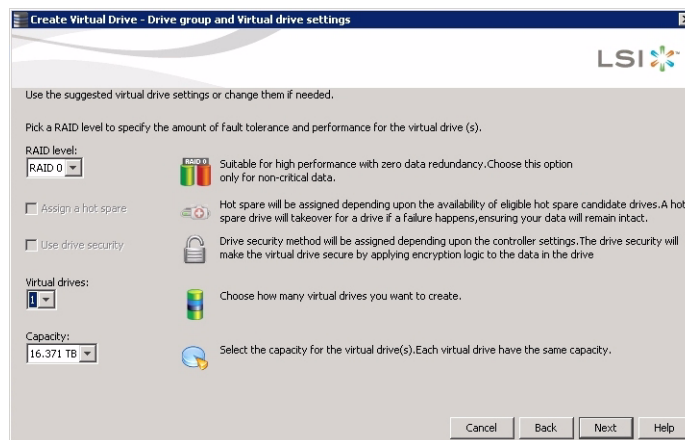 Create Virtual Drive - Drive group and Virtual drive settings
LSI
Use the suggested virtual drive settings or change them if needed.
Pick a RAID level to specify the amount of fault tolerance and performance for the virtual drive (s).
RAID level:
RAID 0
RAID 0
Suitable for high performance with zero data redundancy.Choose this option
only for non-critical data.
Assign a hot spare
Hot spare will be assigned depending upon the availability of eligible hot spare candidate drives.A hot
spare drive will takeover for a drive if a failure happens,ensuring your data will remain intact.
Use drive security
Drive security method will be assigned depending upon the controller settings.The drive security will
make the virtual drive secure by applying encryption logic to the data in the drive
Virtual drives:
1
Choose how many virtual drives you want to create.
Capacity:
16.371 TB
Select the capacity for the virtual drive(s).Each virtual drive have the same capacity.
Cancel
Back
Next
Help